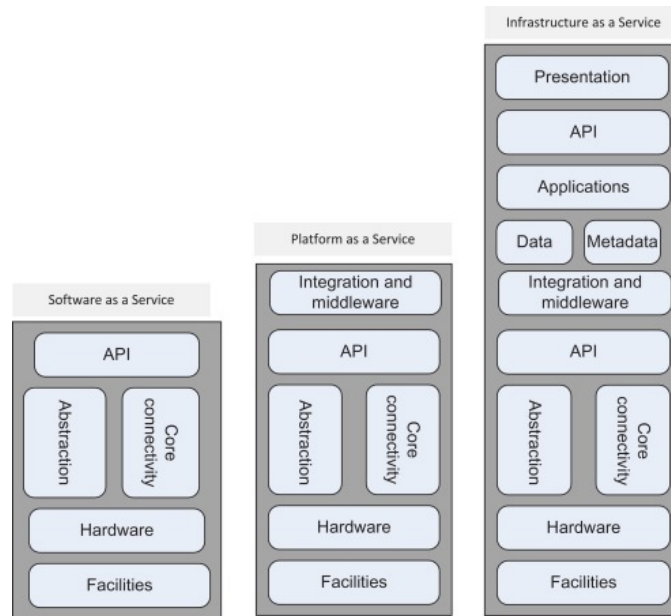 Software as a Service
API
Abstraction
Core
connectivity
Hardware
Facilities
Platform as a Service
Integration and
middleware
API
Abstraction
Core
connectivity
Hardware
Facilities
Infrastructure as a Service
Presentation
API
Applications
Data
Metadata
Integration and
middleware
API
Abstraction
Core
connectivity
Hardware
Facilities